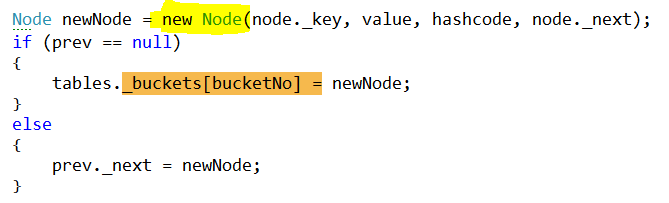 Node newNode = new Node(node._key, value, hashcode, node._next);
if (prev == null)
{
    tables._buckets[bucketNo] = newNode;
}
else
{
    prev._next = newNode;
}